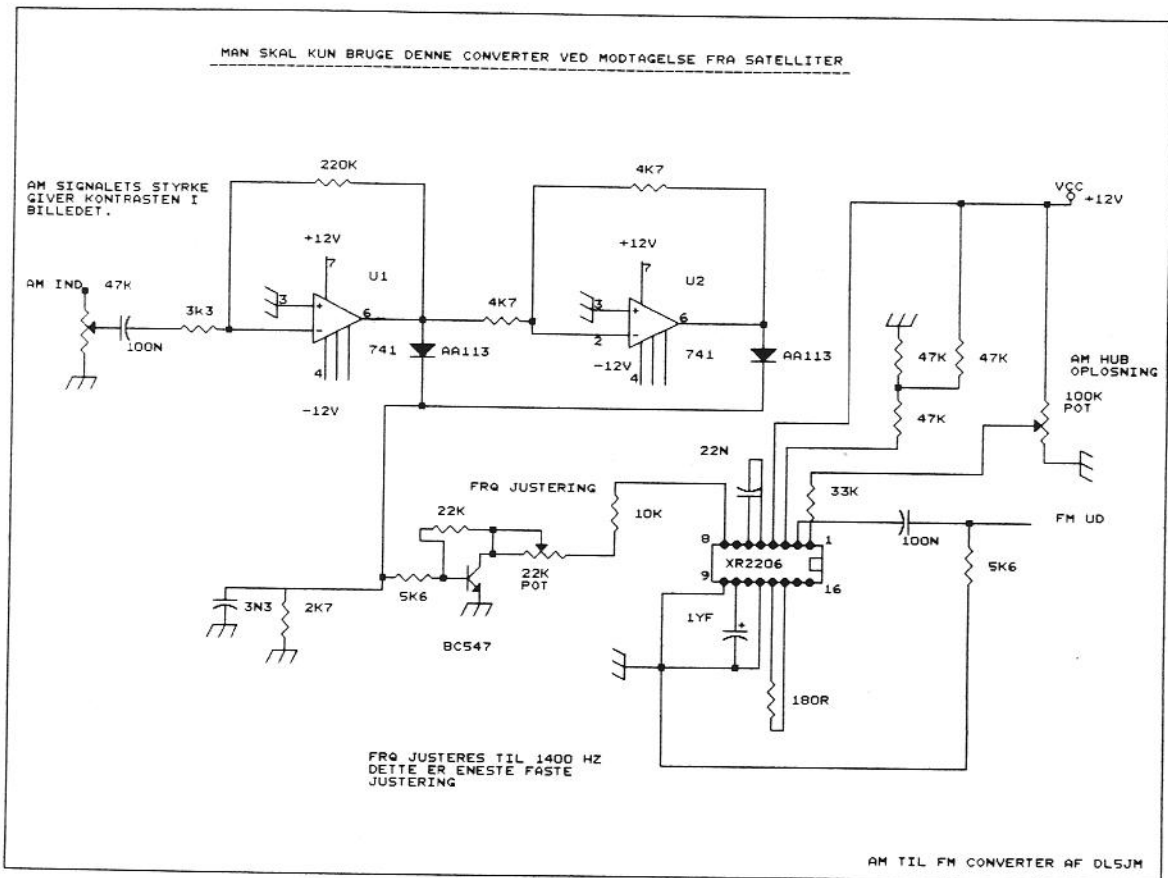 MAN SKAL KUN BRUGE DENNE CONVERTER VED MODTAGELSE FRA SATELLITER
AM SIGNALETS STYRKE
GIVER KONTRASTEN I
BILLEDET.
220K
4K7
VCC
+12V
+12V
7
U1
+12V
7
U2
AM IND
47K
3
3K3
100N
+
-
6
741
4
-12V
AA113
4K7
3
2
+
-
6
741
4
-12V
AA113
47K
47K
47K
AM HUB
OPLOSNING
100K
POT
22N
FRQ JUSTERING
22K
10K
33K
FM UD
100N
8
1
XR2206
9
16
5K6
22K
POT
5K6
3N3
2K7
BC547
1YF
+
180R
FRQ JUSTERES TIL 1400 HZ
DETTE ER ENESTE FASTE
JUSTERING
AM TIL FM CONVERTER AF DL5JM